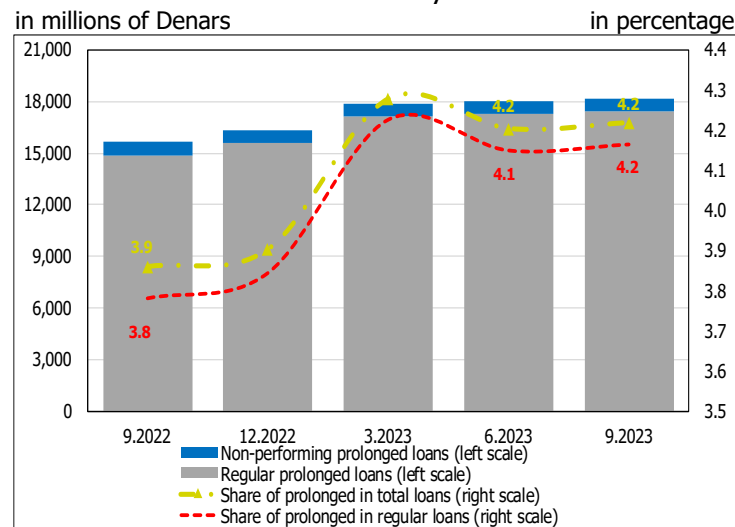 in millions of Denars in percentage
21,000 4.4
18,000 4.3
15,000 4.2
12,000 4.1
9,000 4.0
6,000 3.9
3,000 3.8
0 3.7
3.6
3.5
4.2 4.2
4.1 4.2
3.9
3.8
9.2022 12.2022 3.2023 6.2023 9.2023
Non-performing prolonged loans (left scale)
Regular prolonged loans (left scale)
Share of prolonged in total loans (right scale)
Share of prolonged in regular loans (right scale)